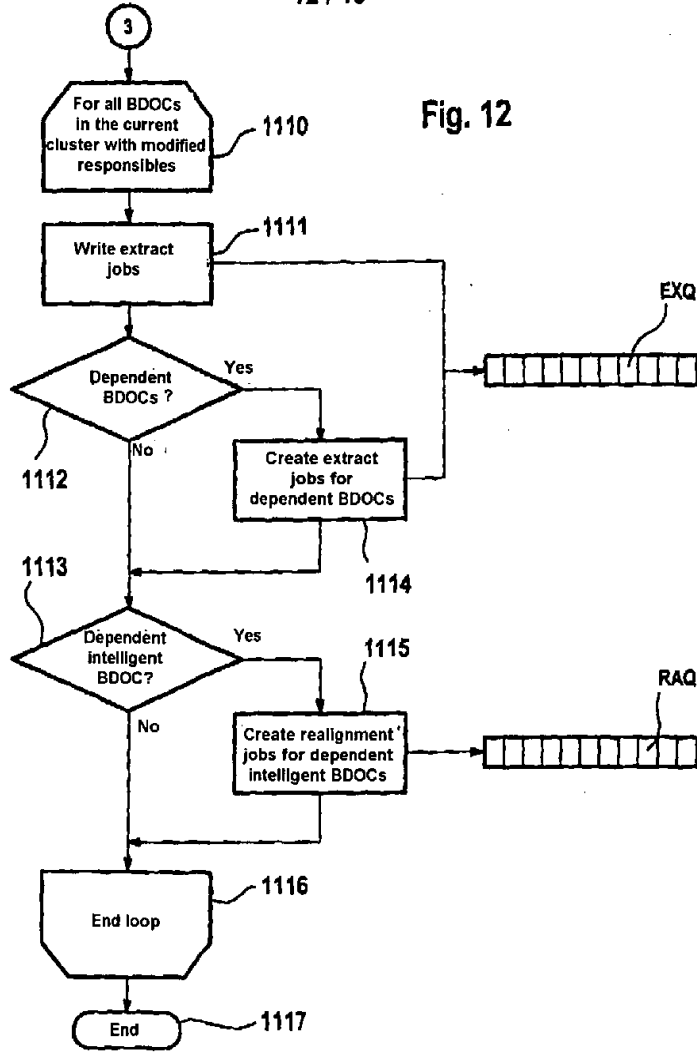 3
For all BDOCs
in the current
cluster with modified
responsibles
1110
Fig. 12
1111
Write extract
jobs
EXQ
Dependent
BDOCs?
Yes
No
1112
Create extract
jobs for
dependent BDOCs
1114
1113
Dependent
intelligent
BDOC?
Yes
No
1115
Create realignment
jobs for dependent
intelligent BDOCs
RAQ
End loop
1116
End
1117